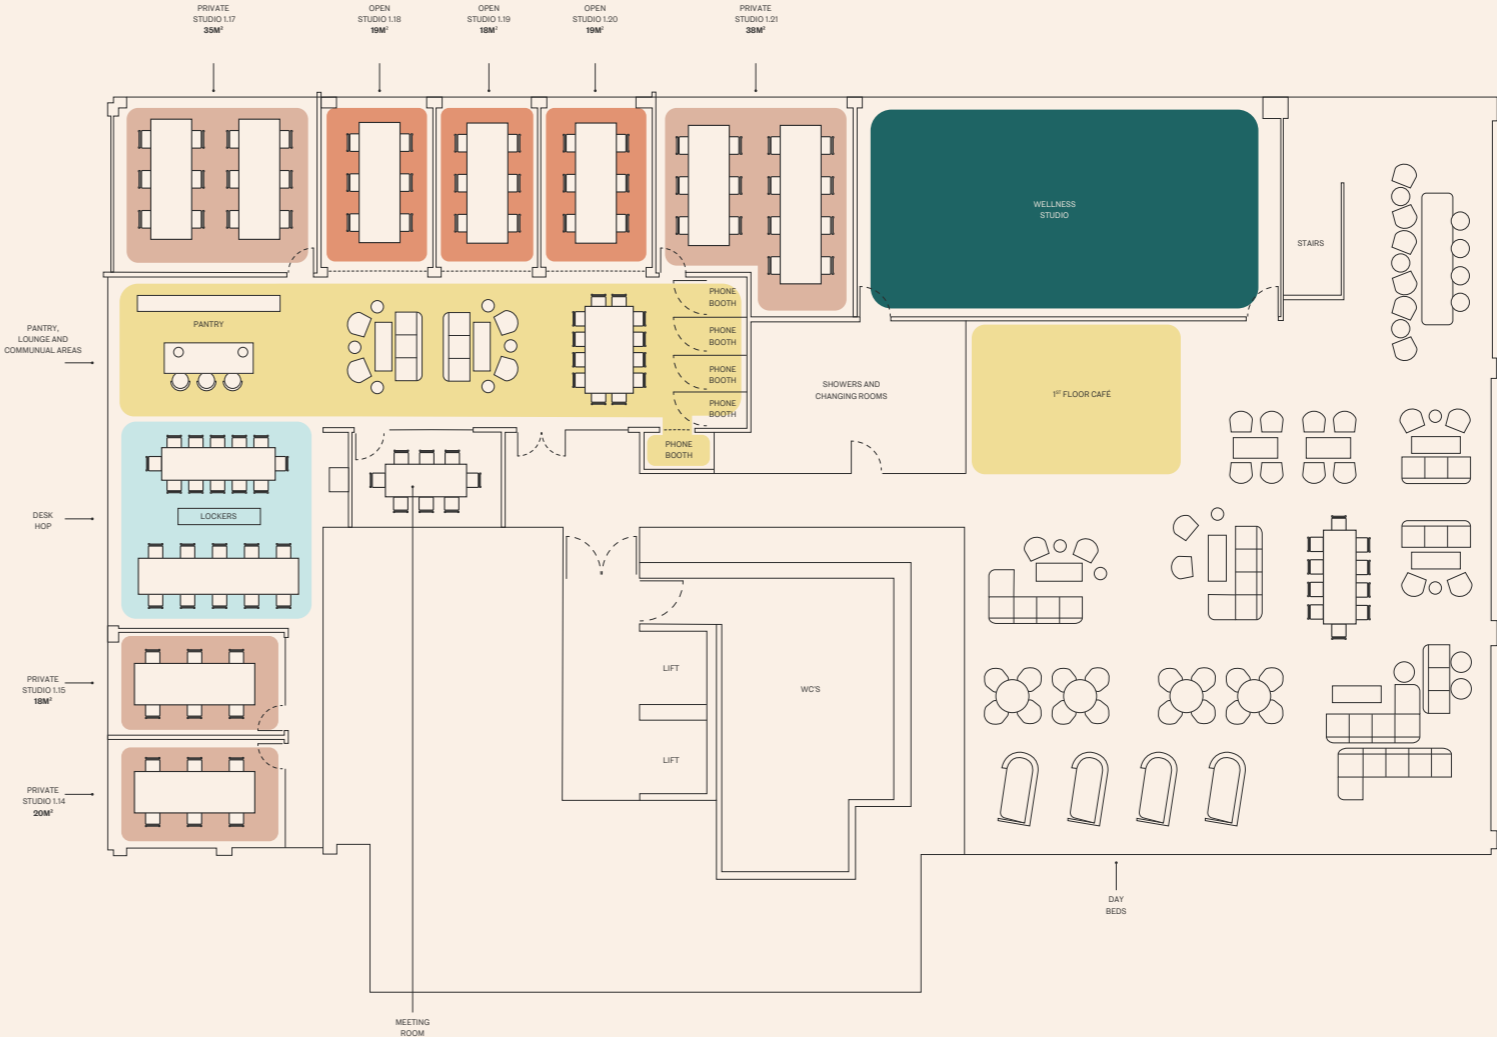 PRIVATE
STUDIO 1.17
35M²
OPEN
STUDIO 1.18
19M²
OPEN
STUDIO 1.19
18M²
OPEN
STUDIO 1.20
19M²
PRIVATE
STUDIO 1.21
38M²
WELLNESS
STUDIO
STAIRS
PHONE
BOOTH
PHONE
BOOTH
PHONE
BOOTH
PHONE
BOOTH
PHONE
BOOTH
PANTRY
PANTRY,
LOUNGE AND
COMMUNUAL AREAS
SHOWERS AND
CHANGING ROOMS
1ST FLOOR CAFÉ
DESK
HOP
LOCKERS
PRIVATE
STUDIO 1.15
18M²
LIFT
WC'S
LIFT
PRIVATE
STUDIO 1.14
20M²
DAY
BEDS
MEETING
ROOM